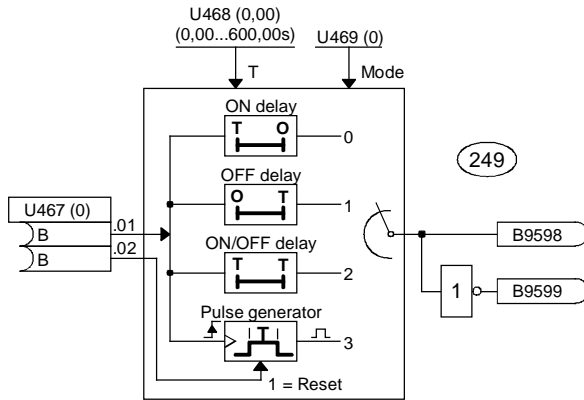 U468 (0,00)
(0,00...600,00s)
U469 (0)
T
Mode
ON delay
T O
0
249
OFF delay
U467 (0)
O T
1
.01
B
B9598
.02
B
ON/OFF delay
T T
2
1
B9599
Pulse generator
T
3
1 = Reset